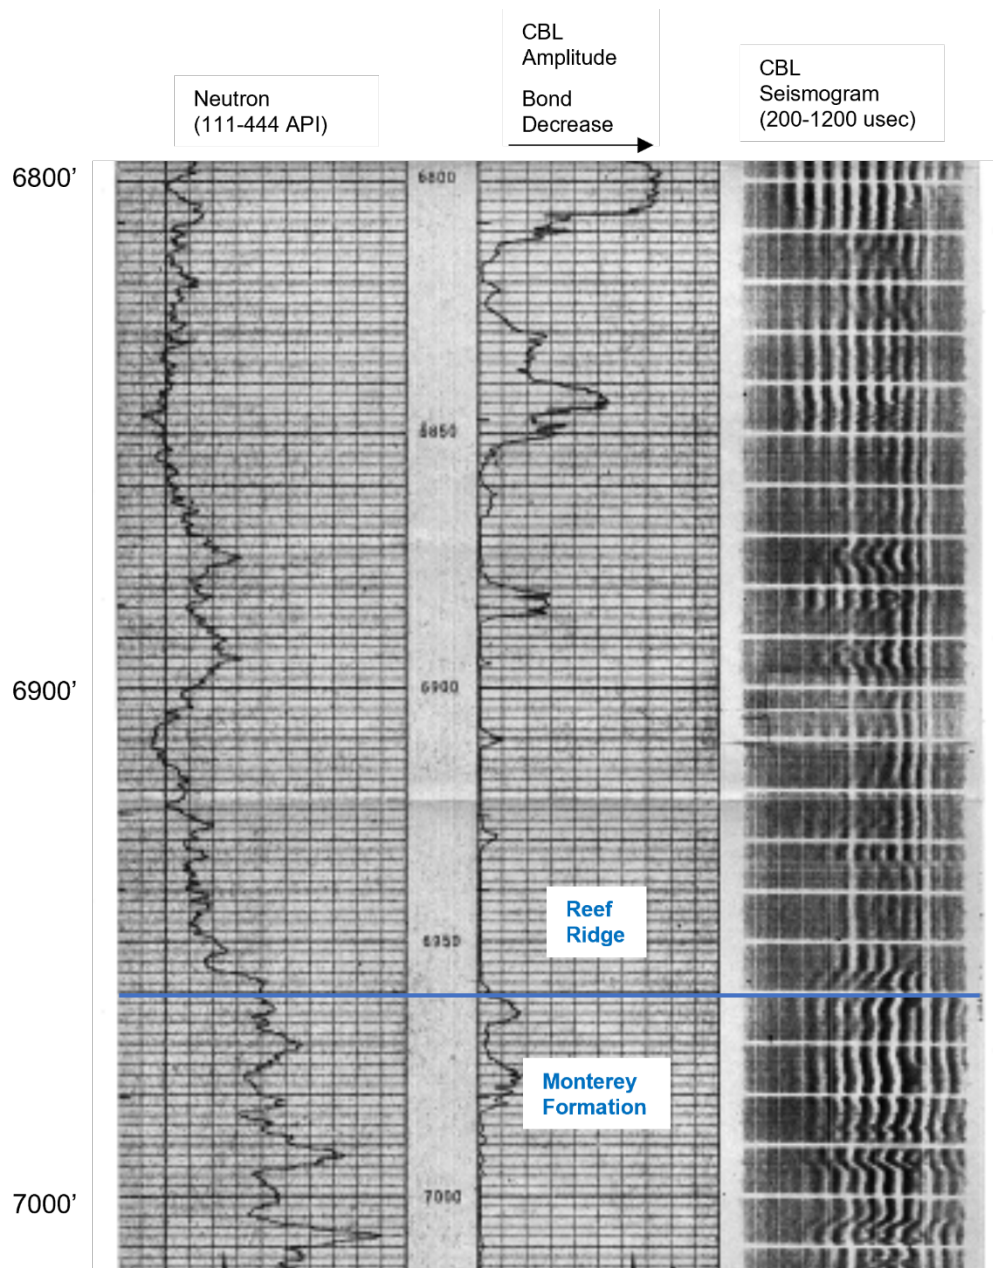 CBL
Amplitude
Bond
Decrease
CBL
Seismogram
(200-1200 usec)
Neutron
(111-444 API)
6800’
6800
6850
6900’
6900
Reef
Ridge
6950
Monterey
Formation
7000’
7000